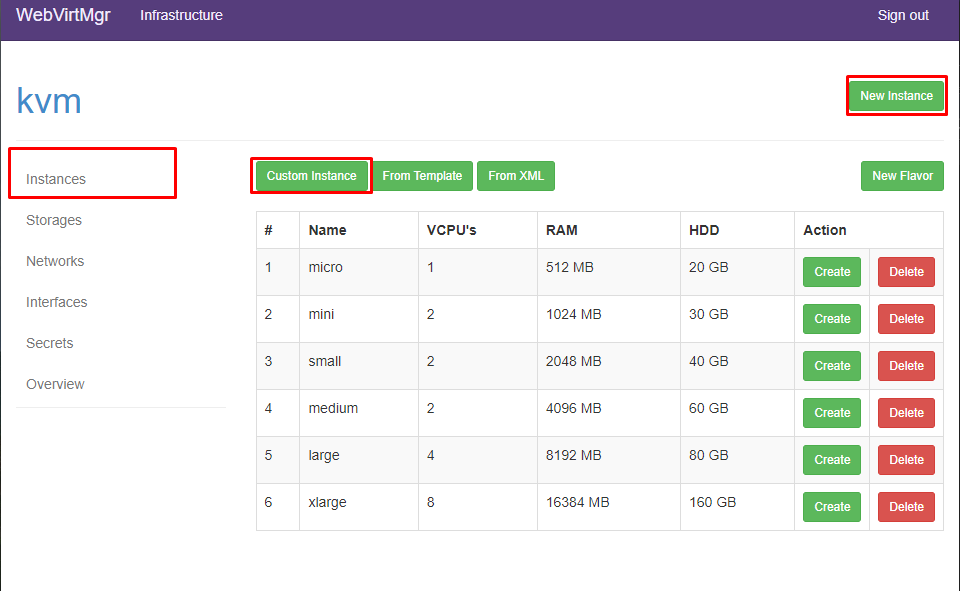 WebVirtMgr Infrastructure Sign out
kvm
New Instance
Instances
Storages
Networks
Interfaces
Secrets
Overview
Custom Instance From Template From XML New Flavor
# Name VCPU's RAM HDD Action
1 micro 1 512 MB 20 GB Create Delete
2 mini 2 1024 MB 30 GB Create Delete
3 small 2 2048 MB 40 GB Create Delete
4 medium 2 4096 MB 60 GB Create Delete
5 large 4 8192 MB 80 GB Create Delete
6 xlarge 8 16384 MB 160 GB Create Delete